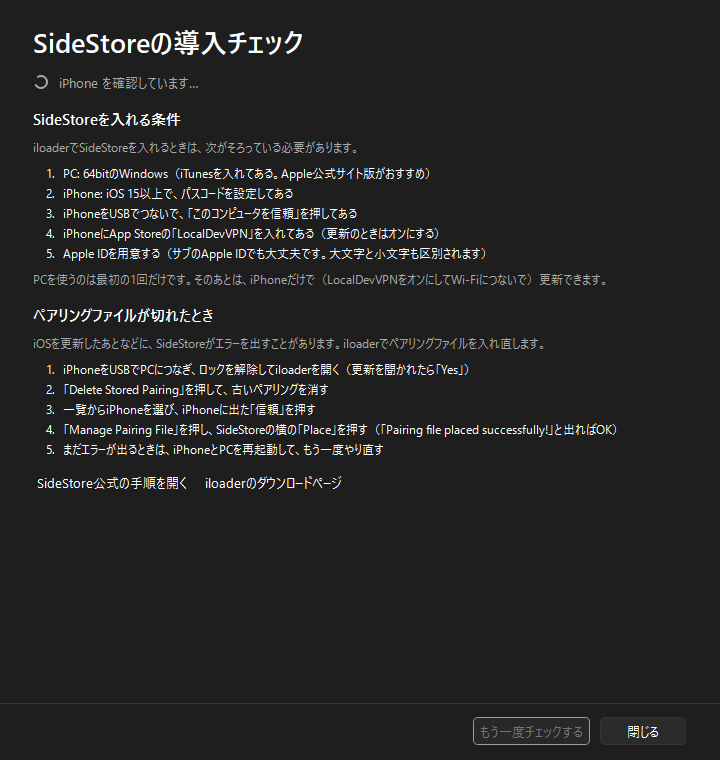 SideStoreの導入チェック
iPhone を確認しています...
SideStoreを入れる条件
iloaderでSideStoreを入れるときは、次がそろっている必要があります。
1. PC: 64bitのWindows（iTunesを入れてある。Apple公式サイト版がおすすめ）
2. iPhone: iOS 15以上で、パスコードを設定してある
3. iPhoneをUSBでつないで、「このコンピュータを信頼」を押してある
4. iPhoneにApp Storeの「LocalDevVPN」を入れてある（更新のときはオンにする）
5. Apple IDを用意する（サブのApple IDでも大丈夫です。大文字と小文字も区別されます）
PCを使うのは最初の1回だけです。そのあとは、iPhoneだけで（LocalDevVPNをオンにしてWi-Fiにつないで）更新できます。
ペアリングファイルが切れたとき
iOSを更新したあとなどに、SideStoreがエラーを出すことがあります。iloaderでペアリングファイルを入れ直します。
1. iPhoneをUSBでPCにつなぎ、ロックを解除してiloaderを開く（更新を聞かれたら「Yes」）
2. 「Delete Stored Pairing」を押して、古いペアリングを消す
3. 一覧からiPhoneを選び、iPhoneに出た「信頼」を押す
4. 「Manage Pairing File」を押し、SideStoreの横の「Place」を押す（「Pairing file placed successfully!」と出ればOK）
5. まだエラーが出るときは、iPhoneとPCを再起動して、もう一度やり直す
SideStore公式の手順を開く iloaderのダウンロードページ
もう一度チェックする 閉じる